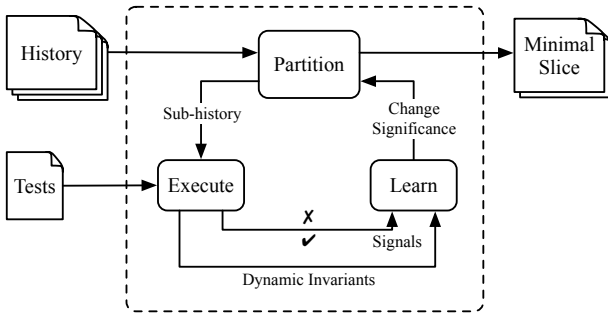 History
Partition
Minimal
Slice
Sub-history
Change
Significance
Tests
Execute
Learn
✗
✔
Signals
Dynamic Invariants